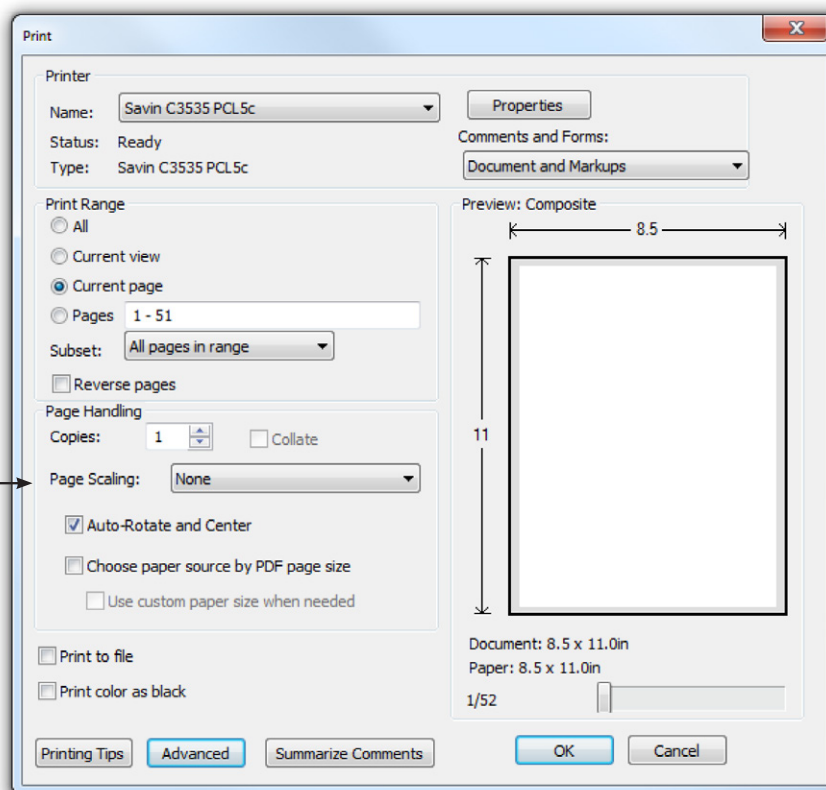 Print
Printer
Name: Savin C3535 PCL5c
Properties
Status: Ready
Comments and Forms:
Type: Savin C3535 PCL5c
Document and Markups
Print Range
All
Current view
Current page
Pages 1 - 51
Subset: All pages in range
Reverse pages
Page Handling
Copies: 1 Collate
Page Scaling: None
Auto-Rotate and Center
Choose paper source by PDF page size
Use custom paper size when needed
Print to file
Print color as black
Preview: Composite
8.5
11
Document: 8.5 x 11.0in
Paper: 8.5 x 11.0in
1/52
Printing Tips Advanced Summarize Comments OK Cancel